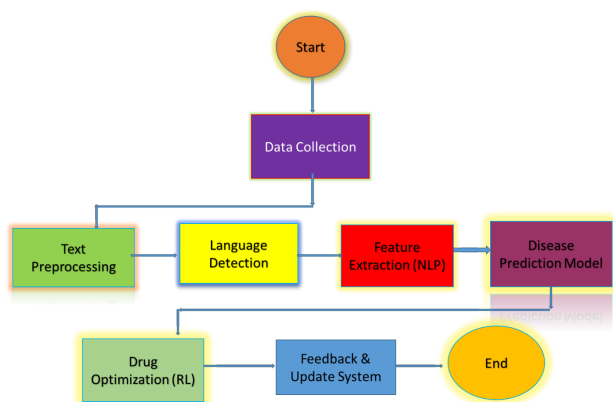 Start
Data Collection
Text
Preprocessing
Language
Detection
Feature
Extraction (NLP)
Disease
Prediction Model
Drug
Optimization (RL)
Feedback &
Update System
End